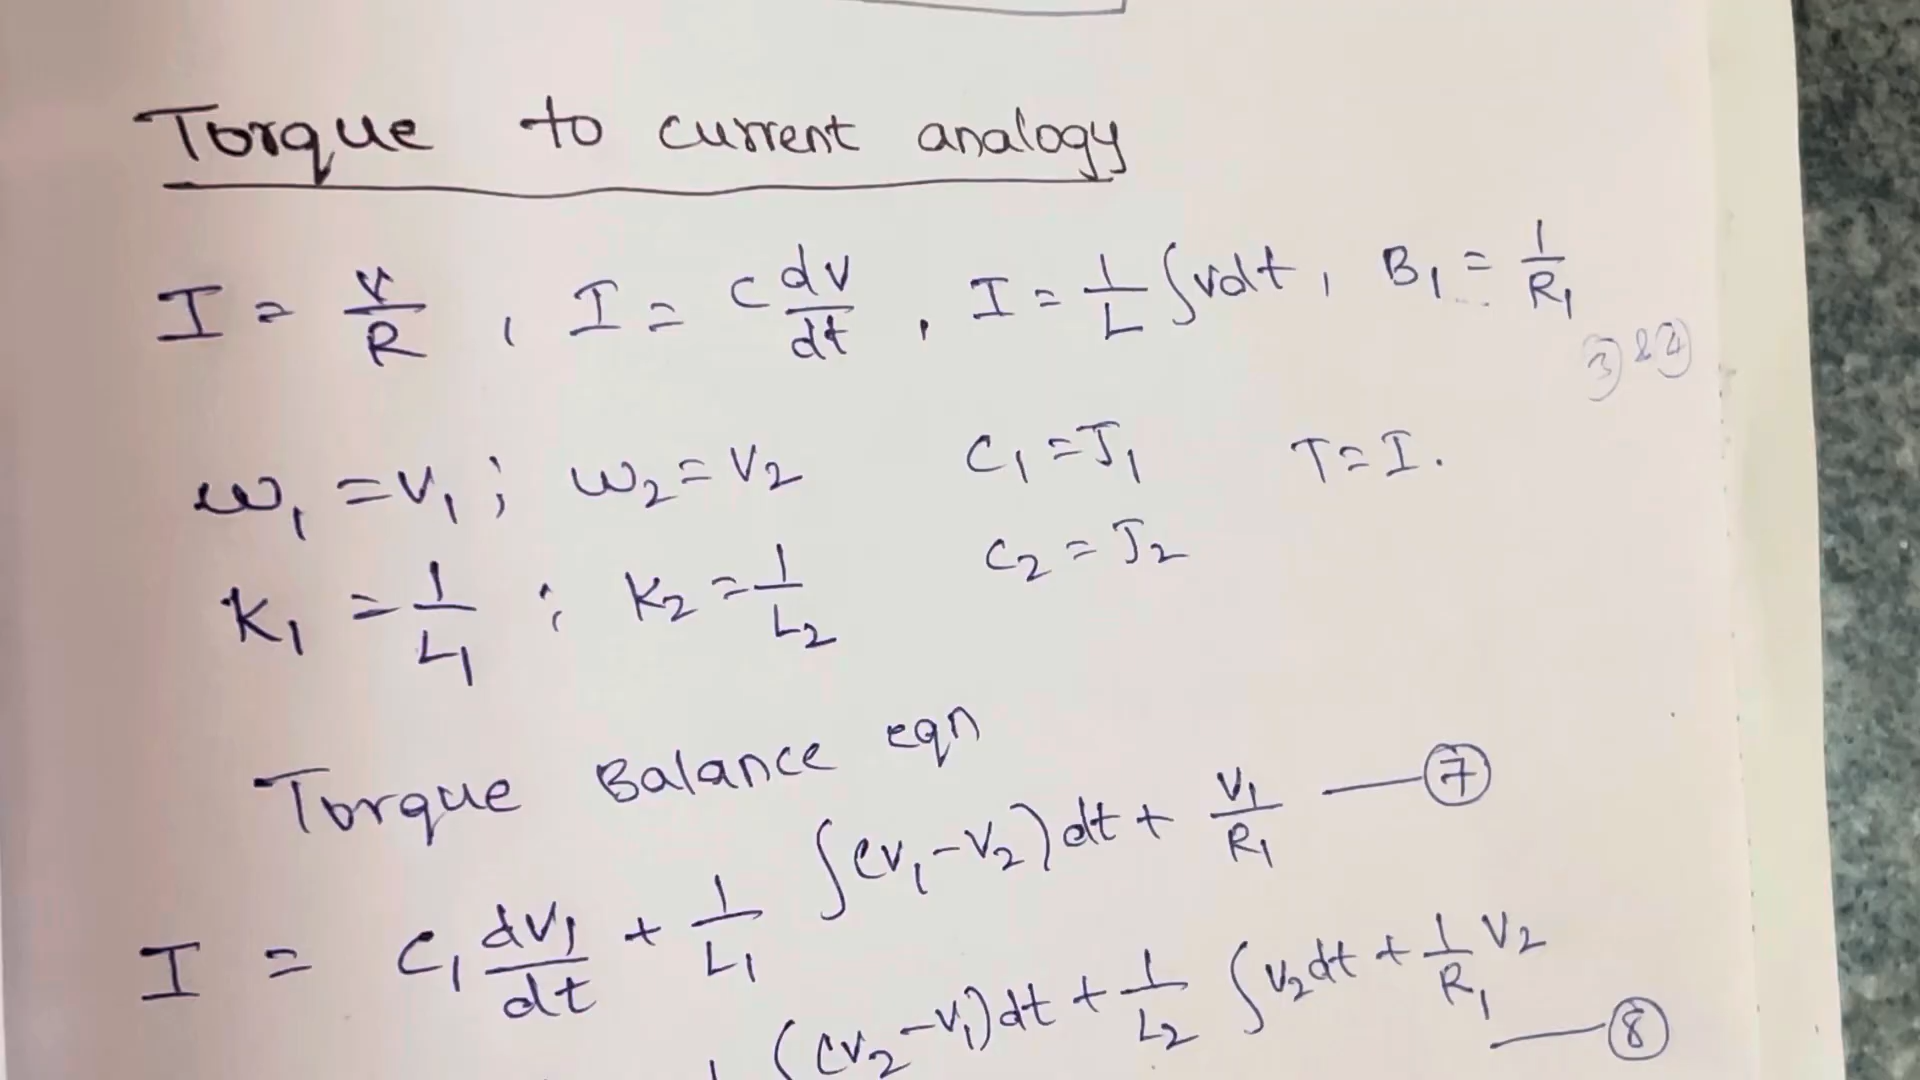 Torque to current analogy
I = V/R , I = C dv/dt , I = 1/L ∫vdt , B₁ = 1/R₁
③ & ④
ω₁ = V₁ ; ω₂ = V₂ C₁ = J₁ T = I.
K₁ = 1/L₁ ; K₂ = 1/L₂ C₂ = J₂
Torque Balance eqn
I = C₁ dV₁/dt + 1/L₁ ∫(V₁-V₂)dt + V₁/R₁ —⑦
∫(V₂-V₁)dt + 1/L₂ ∫V₂dt + 1/R₁ V₂ —⑧